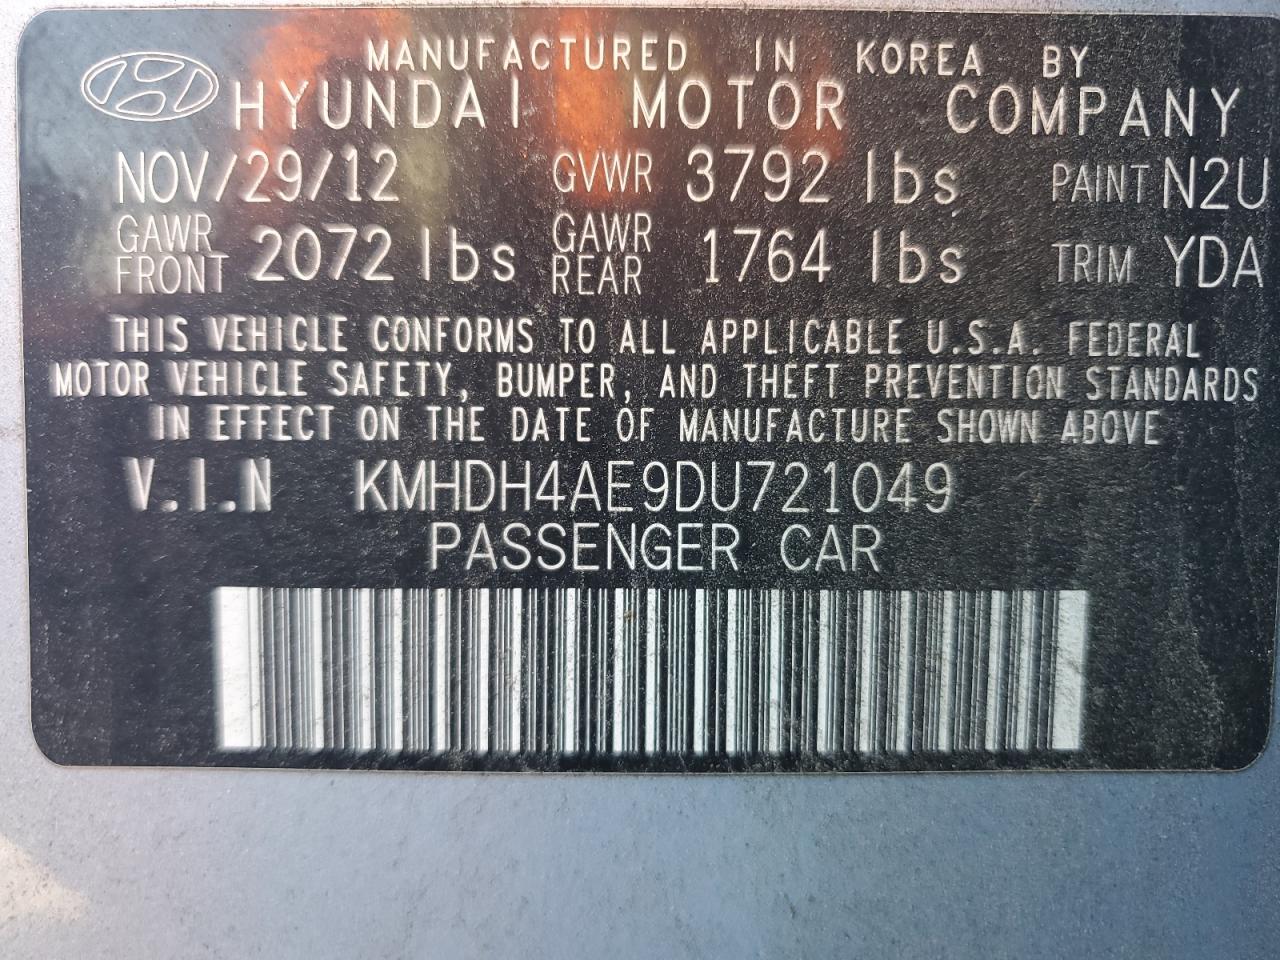 MANUFACTURED IN KOREA BY
HYUNDAI MOTOR COMPANY
NOV/29/12 GVWR 3792 lbs PAINT N2U
GAWR FRONT 2072 lbs GAWR REAR 1764 lbs TRIM YDA
THIS VEHICLE CONFORMS TO ALL APPLICABLE U.S.A. FEDERAL
MOTOR VEHICLE SAFETY, BUMPER, AND THEFT PREVENTION STANDARDS
IN EFFECT ON THE DATE OF MANUFACTURE SHOWN ABOVE
V.I.N KMHDH4AE9DU721049
PASSENGER CAR